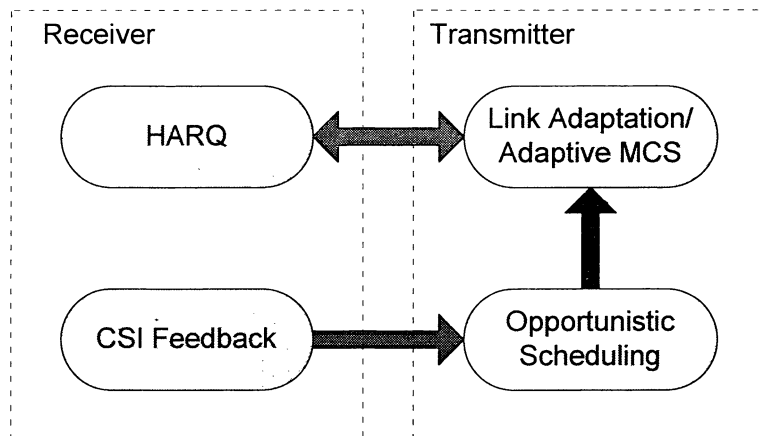 Receiver
Transmitter
HARQ
Link Adaptation/
Adaptive MCS
CSI Feedback
Opportunistic
Scheduling